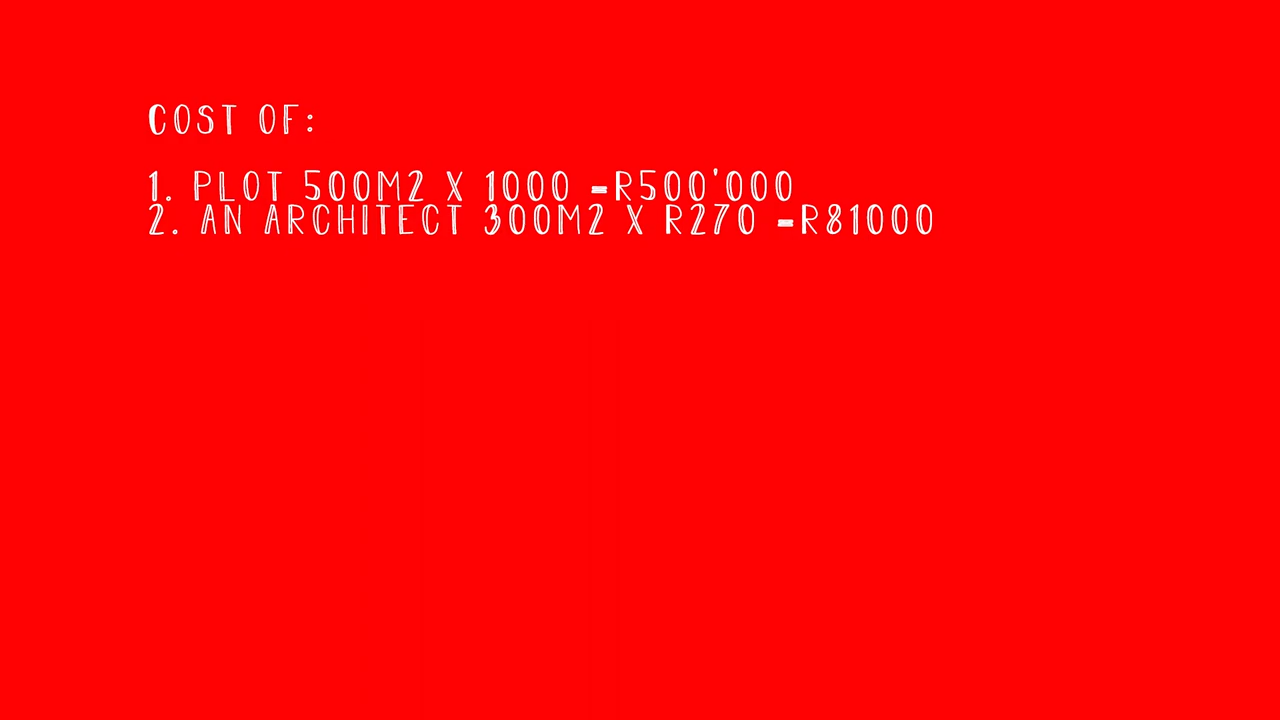 COST OF:
1. PLOT 500M2 X 1000 =R500'000
2. AN ARCHITECT 300M2 X R270 =R81000